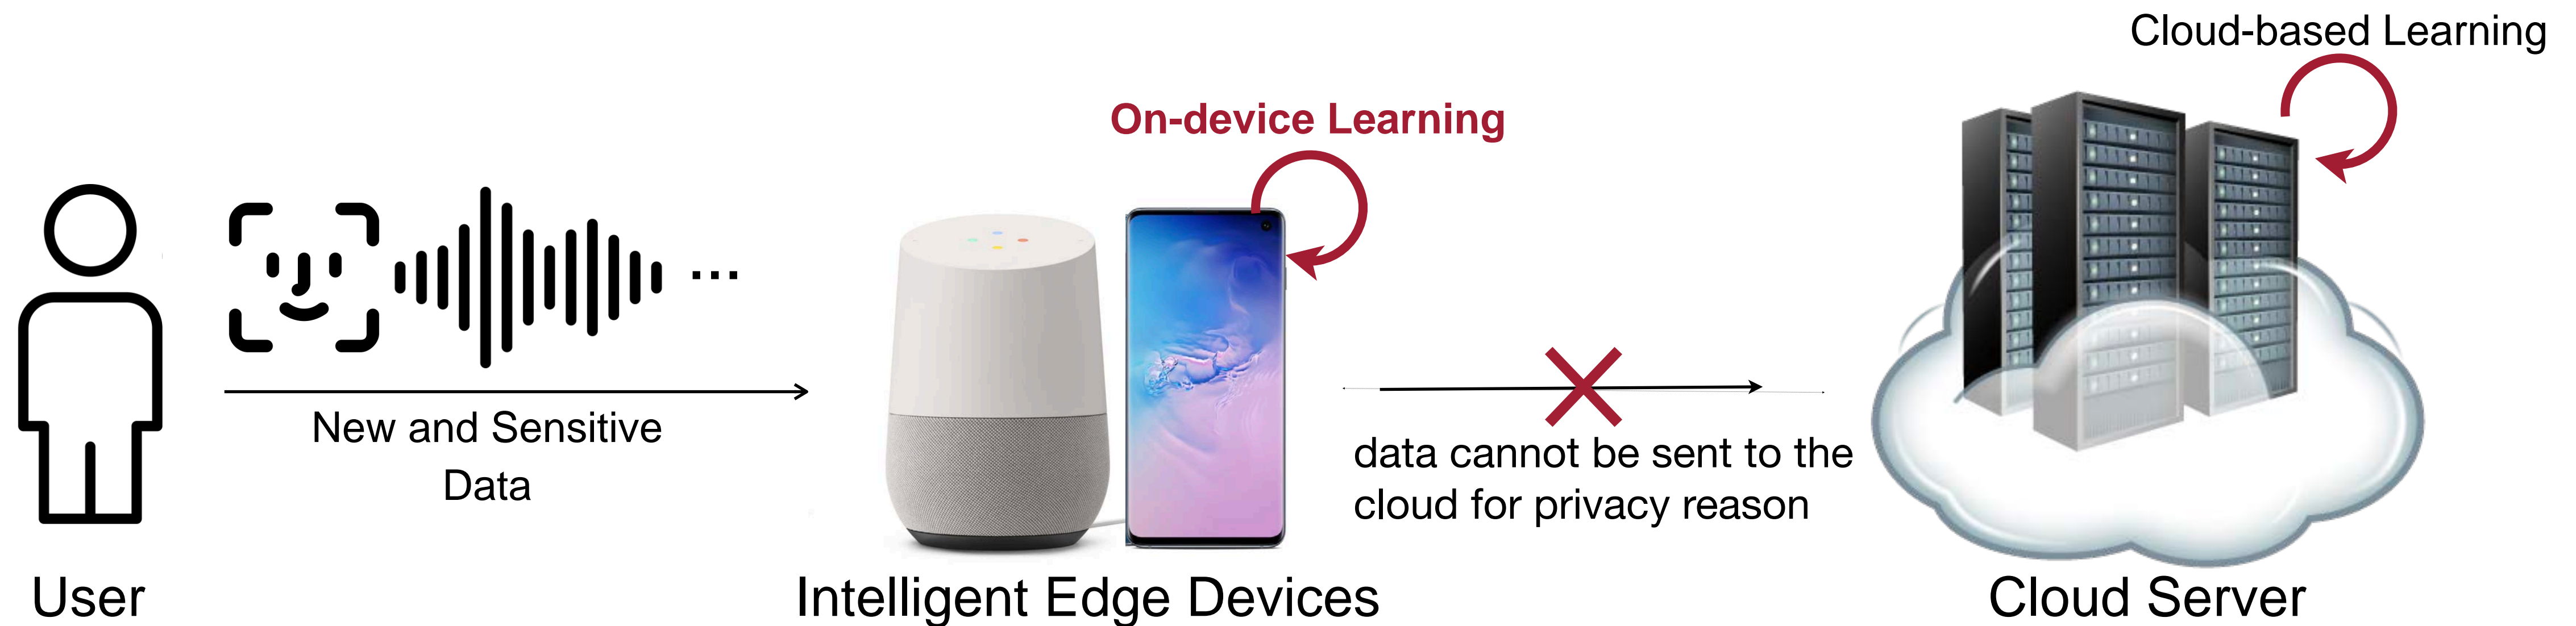 Cloud-based Learning
On-device Learning
...
New and Sensitive
Data
data cannot be sent to the
cloud for privacy reason
User
Intelligent Edge Devices
Cloud Server